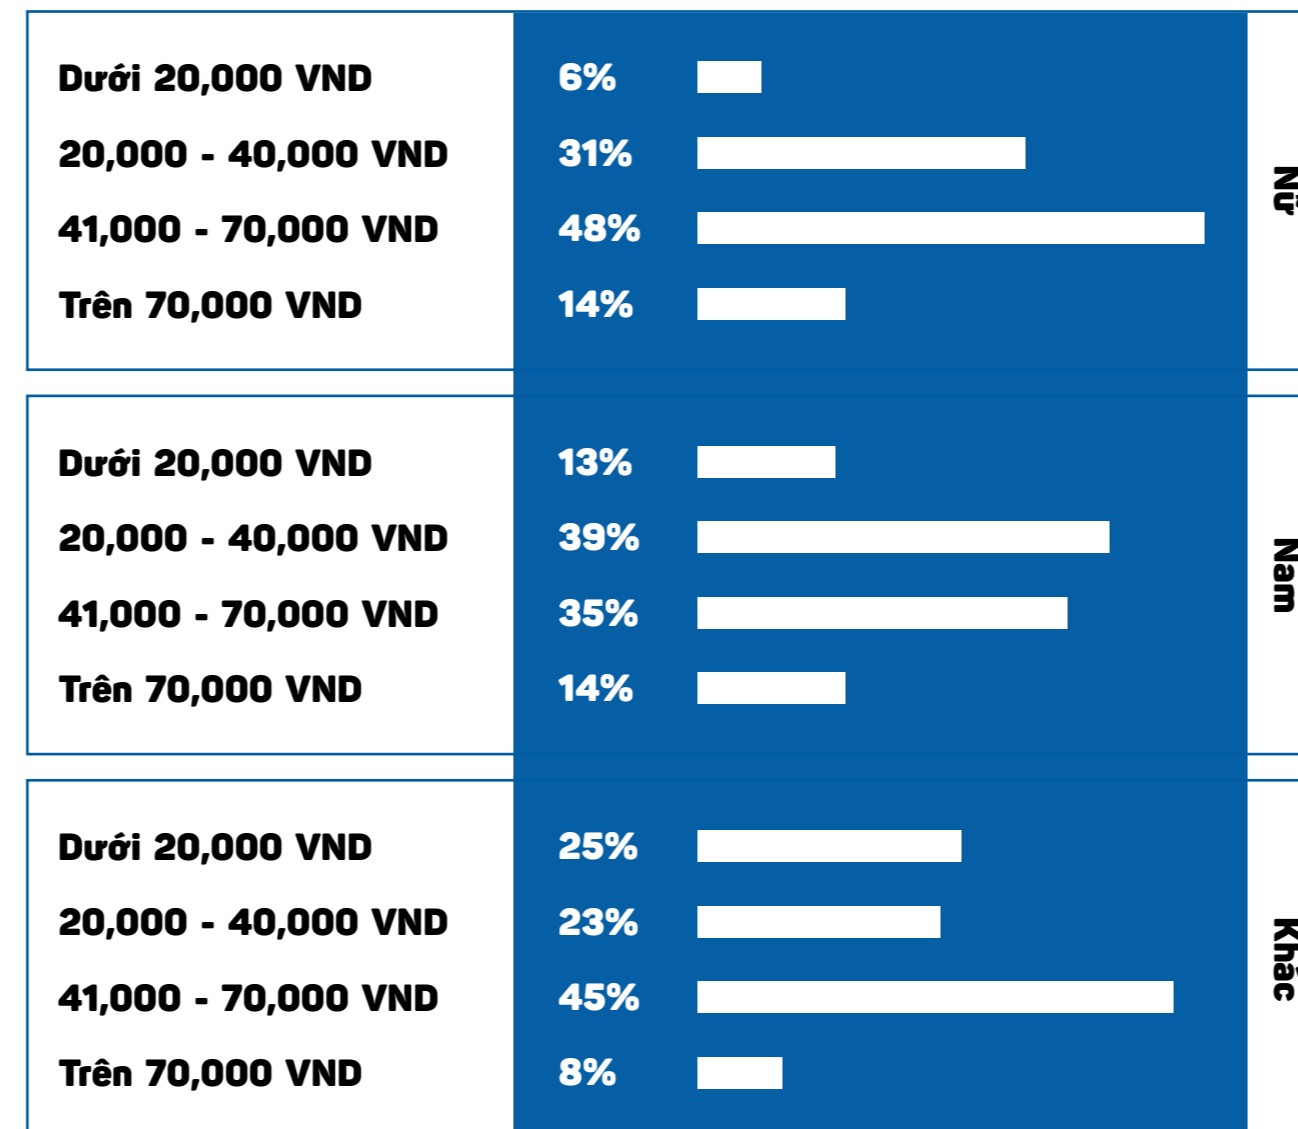 Dưới 20,000 VND 6%
20,000 - 40,000 VND 31%
41,000 - 70,000 VND 48%
Trên 70,000 VND 14%
Nữ
Dưới 20,000 VND 13%
20,000 - 40,000 VND 39%
41,000 - 70,000 VND 35%
Trên 70,000 VND 14%
Nam
Dưới 20,000 VND 25%
20,000 - 40,000 VND 23%
41,000 - 70,000 VND 45%
Trên 70,000 VND 8%
Khác